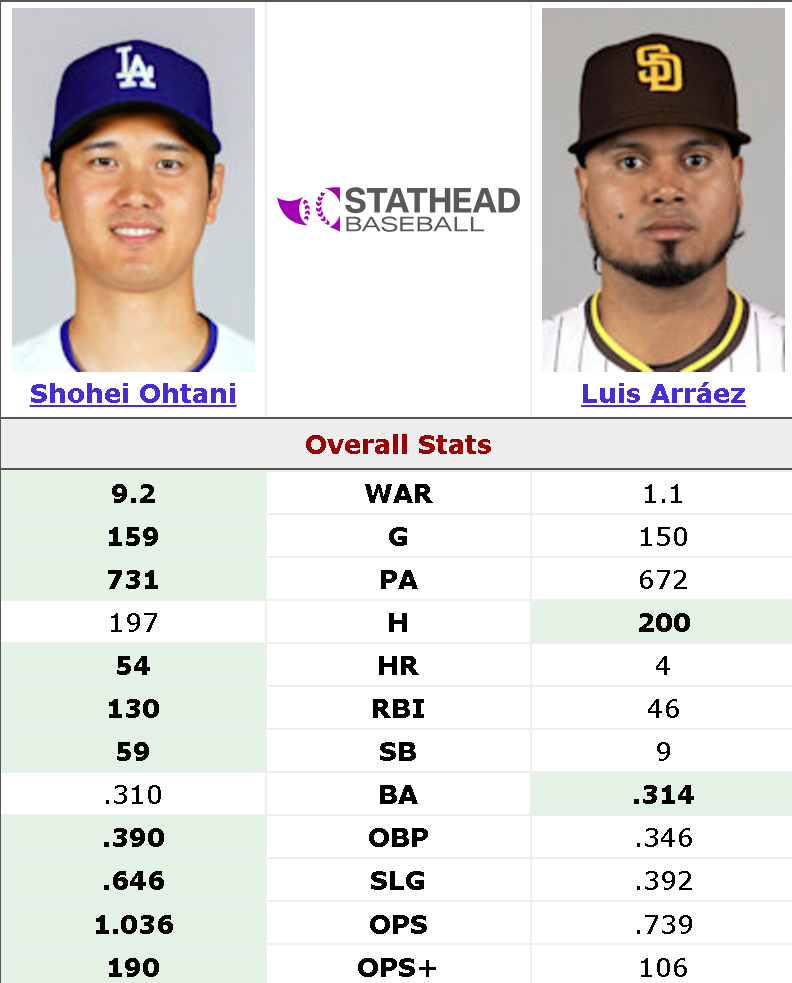 LA
SD
STATHEAD
BASEBALL
Shohei Ohtani
Luis Arráez
Overall Stats
9.2 WAR 1.1
159 G 150
731 PA 672
197 H 200
54 HR 4
130 RBI 46
59 SB 9
.310 BA .314
.390 OBP .346
.646 SLG .392
1.036 OPS .739
190 OPS+ 106